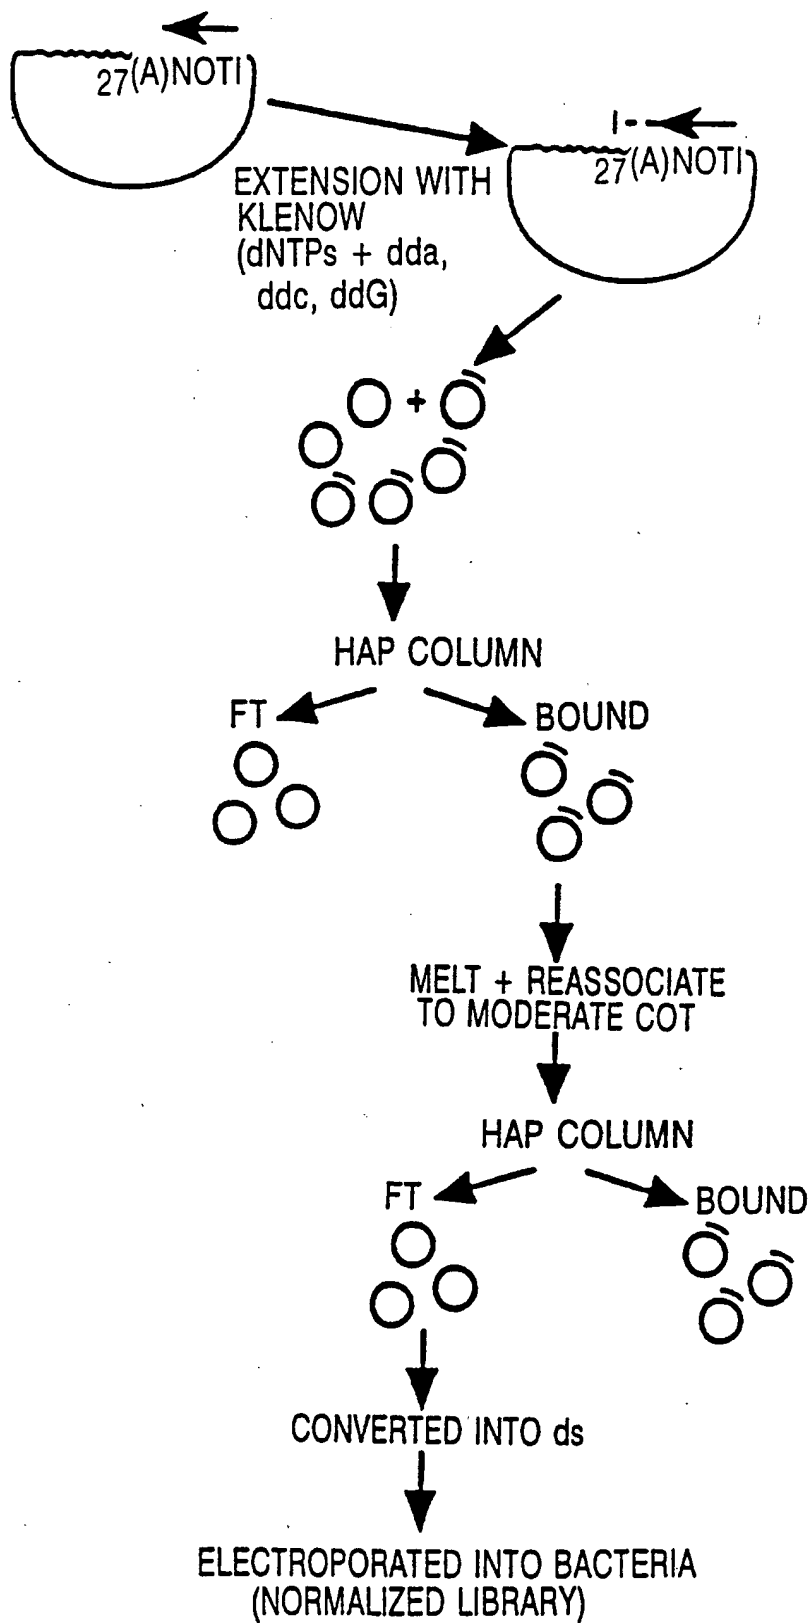 27(A)NOTI
I--
27(A)NOTI
EXTENSION WITH
KLENOW
(dNTPs + dda,
ddc, ddG)
+
HAP COLUMN
FT
BOUND
MELT + REASSOCIATE
TO MODERATE COT
HAP COLUMN
FT
BOUND
CONVERTED INTO ds
ELECTROPORATED INTO BACTERIA
(NORMALIZED LIBRARY)